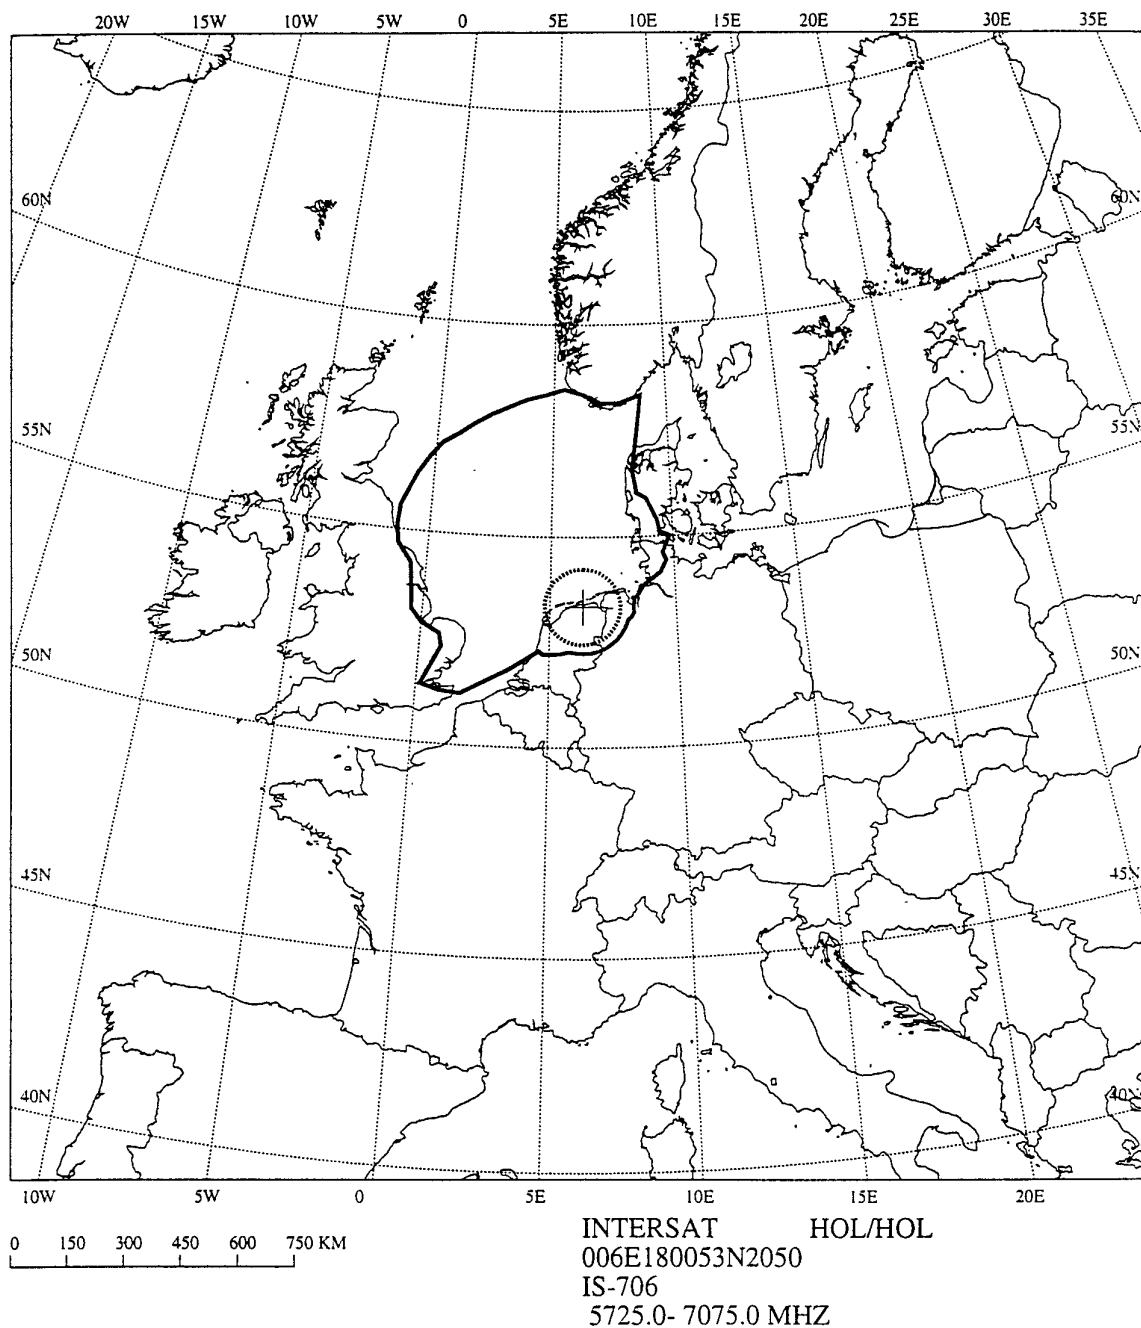 20W 15W 10W 5W 0 5E 10E 15E 20E 25E 30E 35E
60N 60N
55N 55N
50N 50N
45N 45N
40N 40N
10W 5W 0 5E 10E 15E 20E
0 150 300 450 600 750 KM
INTERSAT HOL/HOL
006E180053N2050
IS-706
5725.0- 7075.0 MHZ